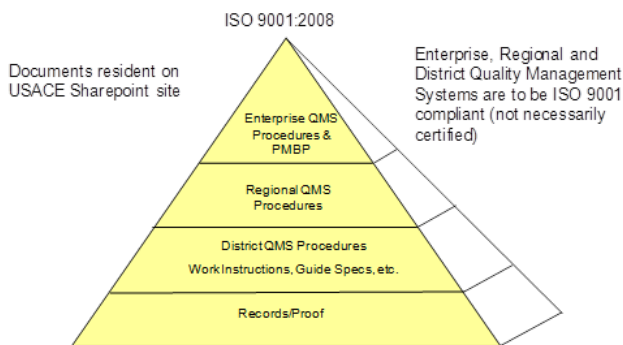 ISO 9001:2008
Documents resident on
USACE Sharepoint site
Enterprise, Regional and
District Quality Management
Systems are to be ISO 9001
compliant (not necessarily
certified)
Enterprise QMS
Procedures &
PMBP
Regional QMS
Procedures
District QMS Procedures
Work Instructions, Guide Specs, etc.
Records/Proof